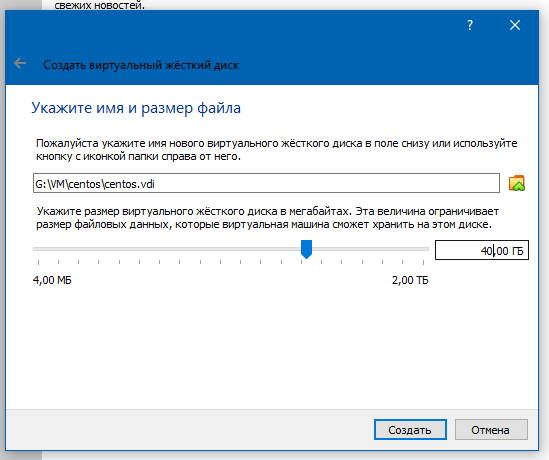 свежих новостей.
?
Создать виртуальный жёсткий диск
Укажите имя и размер файла
Пожалуйста укажите имя нового виртуального жёсткого диска в поле снизу или используйте
кнопку с иконкой папки справа от него.
G:\VM\centos\centos.vdi
Укажите размер виртуального жёсткого диска в мегабайтах. Эта величина ограничивает
размер файловых данных, которые виртуальная машина сможет хранить на этом диске.
40,00 ГБ
4,00 МБ 2,00 ТБ
Создать Отмена